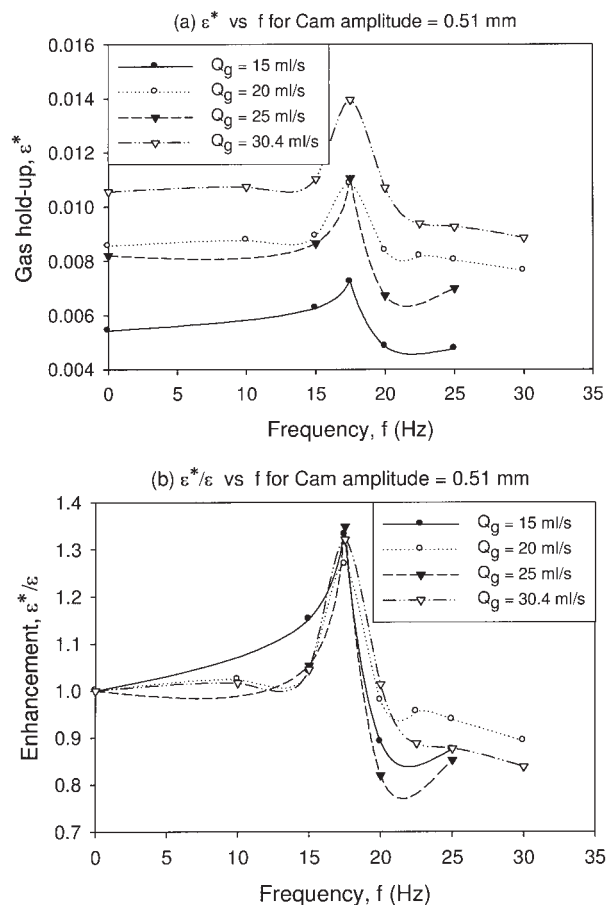 (a) ε* vs f for Cam amplitude = 0.51 mm
0.016
0.014
0.012
0.010
0.008
0.006
0.004
Gas hold-up, ε*
Qg = 15 ml/s
Qg = 20 ml/s
Qg = 25 ml/s
Qg = 30.4 ml/s
0 5 10 15 20 25 30 35
Frequency, f (Hz)
(b) ε*/ε vs f for Cam amplitude = 0.51 mm
1.4
1.3
1.2
1.1
1.0
0.9
0.8
0.7
Enhancement, ε*/ε
Qg = 15 ml/s
Qg = 20 ml/s
Qg = 25 ml/s
Qg = 30.4 ml/s
0 5 10 15 20 25 30 35
Frequency, f (Hz)